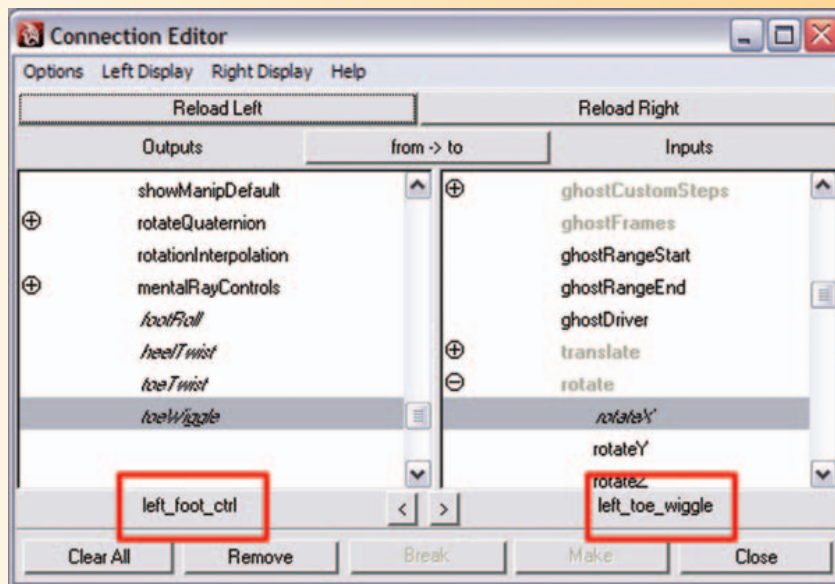 Connection Editor
Options Left Display Right Display Help
Reload Left Reload Right
Outputs from -> to Inputs
showManipDefault
rotateQuaternion
rotationInterpolation
mentalRayControls
footRoll
heelTwist
toeTwist
toeWiggle
ghostCustomSteps
ghostFrames
ghostRangeStart
ghostRangeEnd
ghostDriver
translate
rotate
rotateX
rotateY
rotateZ
left_foot_ctrl < > left_toe_wiggle
Clear All Remove Break Make Close